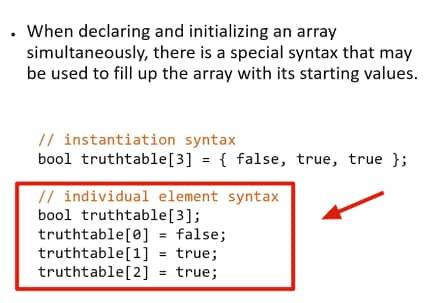 • When declaring and initializing an array
simultaneously, there is a special syntax that may
be used to fill up the array with its starting values.
// instantiation syntax
bool truthtable[3] = { false, true, true };
// individual element syntax
bool truthtable[3];
truthtable[0] = false;
truthtable[1] = true;
truthtable[2] = true;